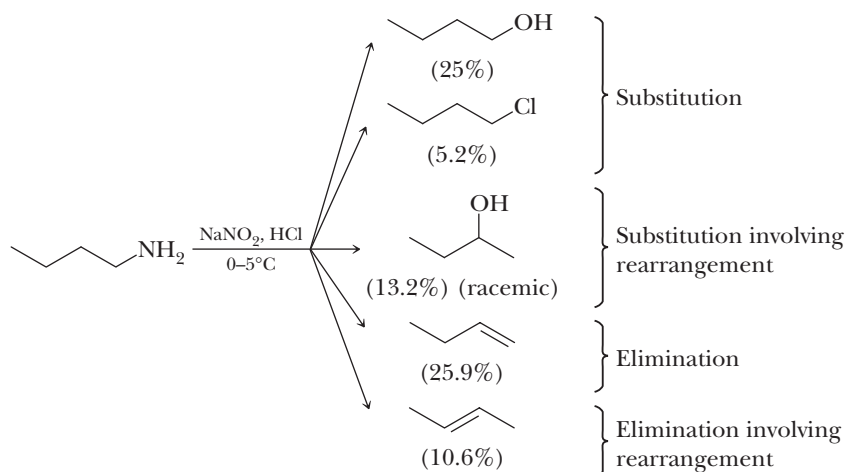 OH
(25%)
Cl
Substitution
(5.2%)
OH
NH2
NaNO2, HCl
0–5°C
Substitution involving
rearrangement
(13.2%) (racemic)
Elimination
(25.9%)
Elimination involving
rearrangement
(10.6%)